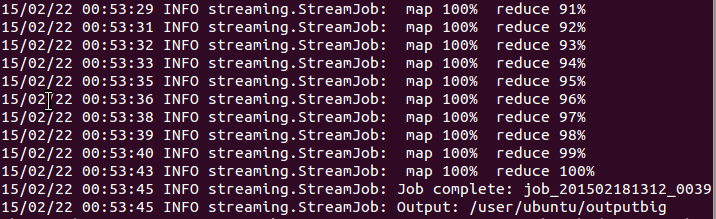 15/02/22 00:53:29 INFO streaming.StreamJob:  map 100%  reduce 91%
15/02/22 00:53:31 INFO streaming.StreamJob:  map 100%  reduce 92%
15/02/22 00:53:32 INFO streaming.StreamJob:  map 100%  reduce 93%
15/02/22 00:53:33 INFO streaming.StreamJob:  map 100%  reduce 94%
15/02/22 00:53:35 INFO streaming.StreamJob:  map 100%  reduce 95%
15/02/22 00:53:36 INFO streaming.StreamJob:  map 100%  reduce 96%
15/02/22 00:53:38 INFO streaming.StreamJob:  map 100%  reduce 97%
15/02/22 00:53:39 INFO streaming.StreamJob:  map 100%  reduce 98%
15/02/22 00:53:40 INFO streaming.StreamJob:  map 100%  reduce 99%
15/02/22 00:53:43 INFO streaming.StreamJob:  map 100%  reduce 100%
15/02/22 00:53:45 INFO streaming.StreamJob: Job complete: job_201502181312_0039
15/02/22 00:53:45 INFO streaming.StreamJob: Output: /user/ubuntu/outputbig